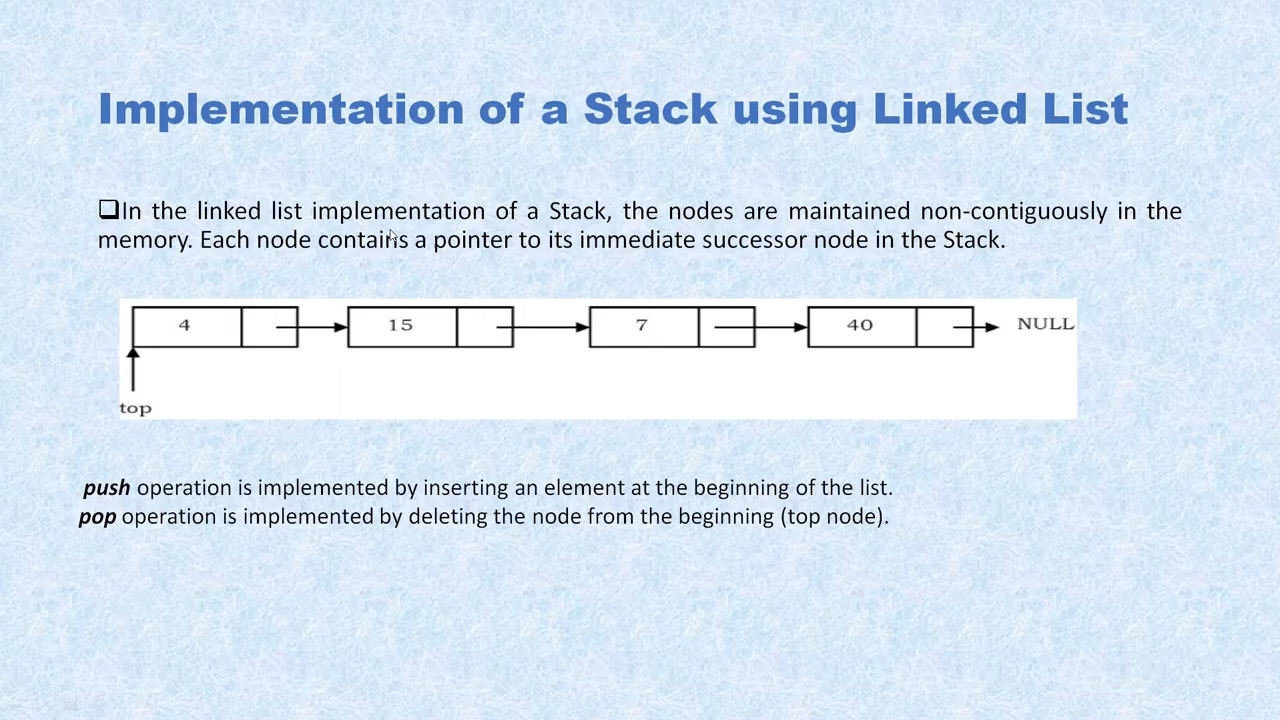 Implementation of a Stack using Linked List
❑In the linked list implementation of a Stack, the nodes are maintained non-contiguously in the
memory. Each node contains a pointer to its immediate successor node in the Stack.
4 15 7 40 NULL
top
push operation is implemented by inserting an element at the beginning of the list.
pop operation is implemented by deleting the node from the beginning (top node).